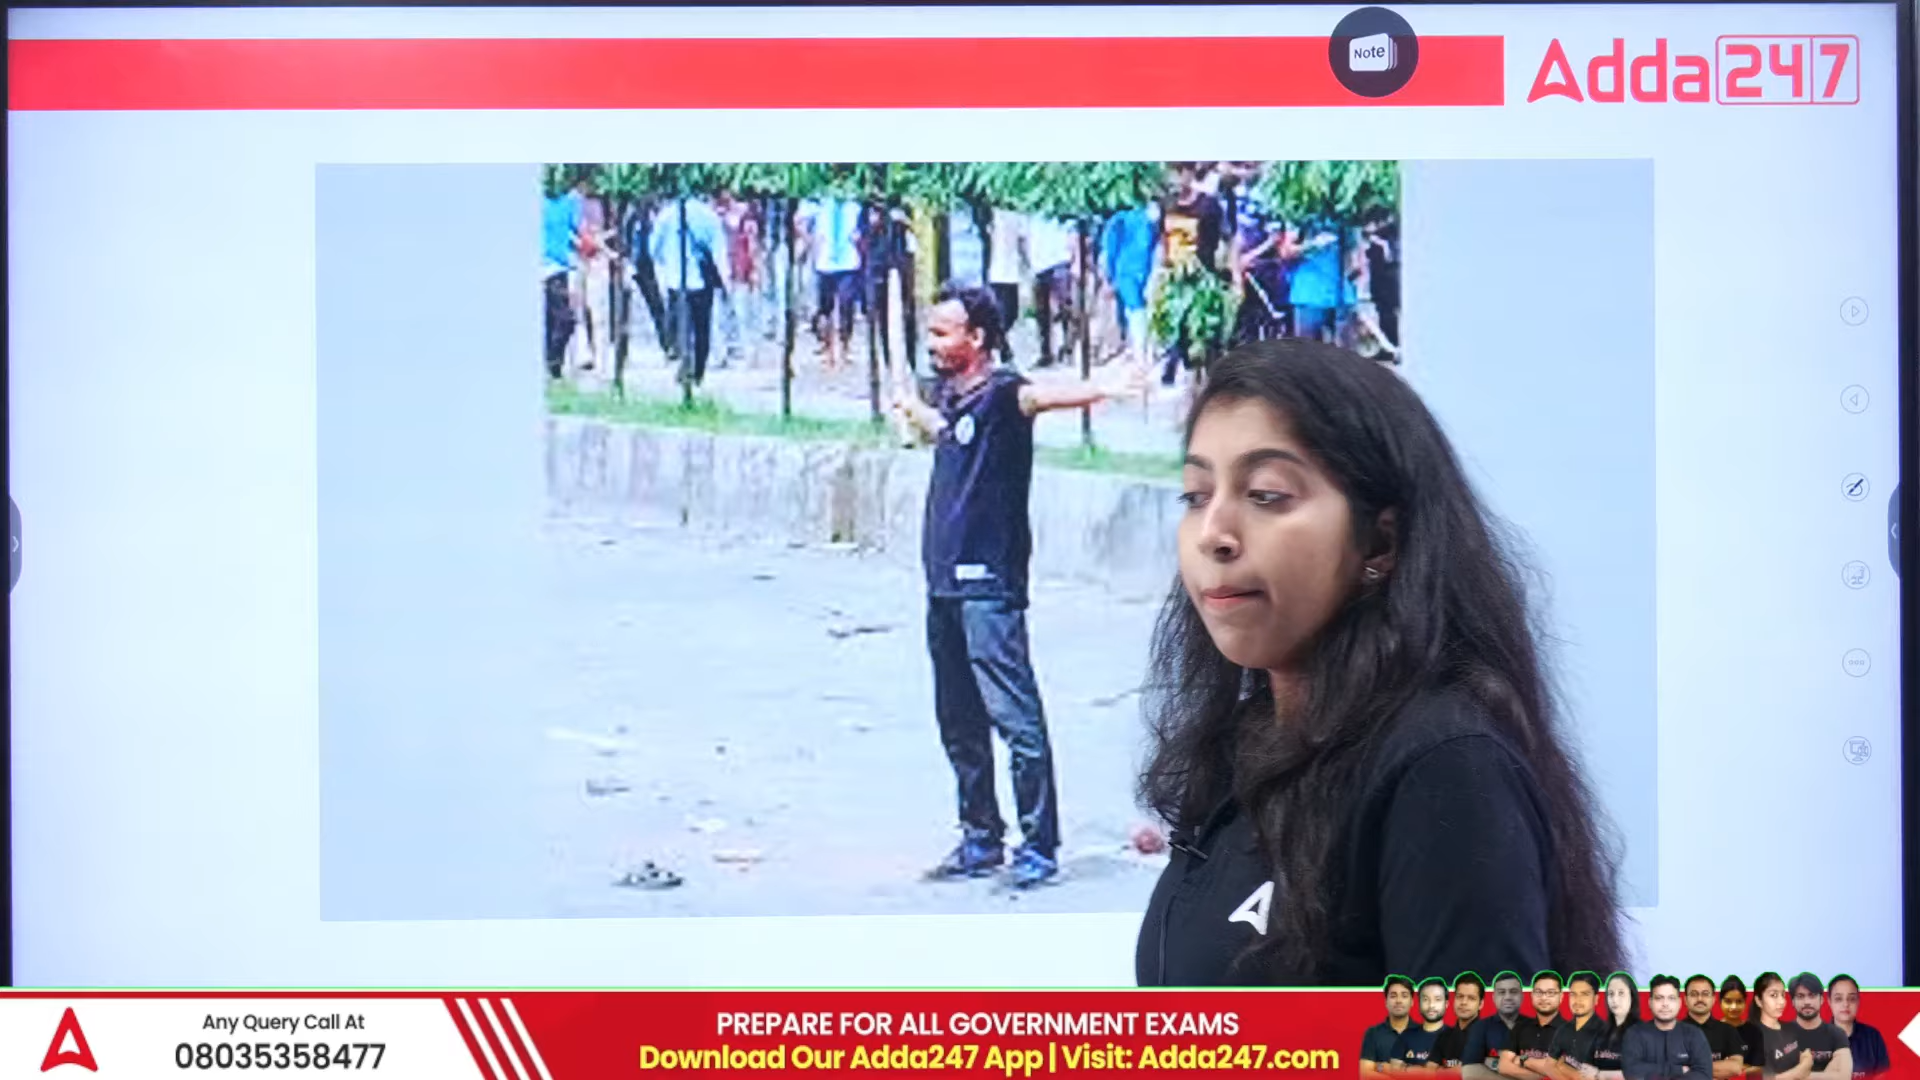 Note
Adda247
Any Query Call At
08035358477
PREPARE FOR ALL GOVERNMENT EXAMS
Download Our Adda247 App | Visit: Adda247.com